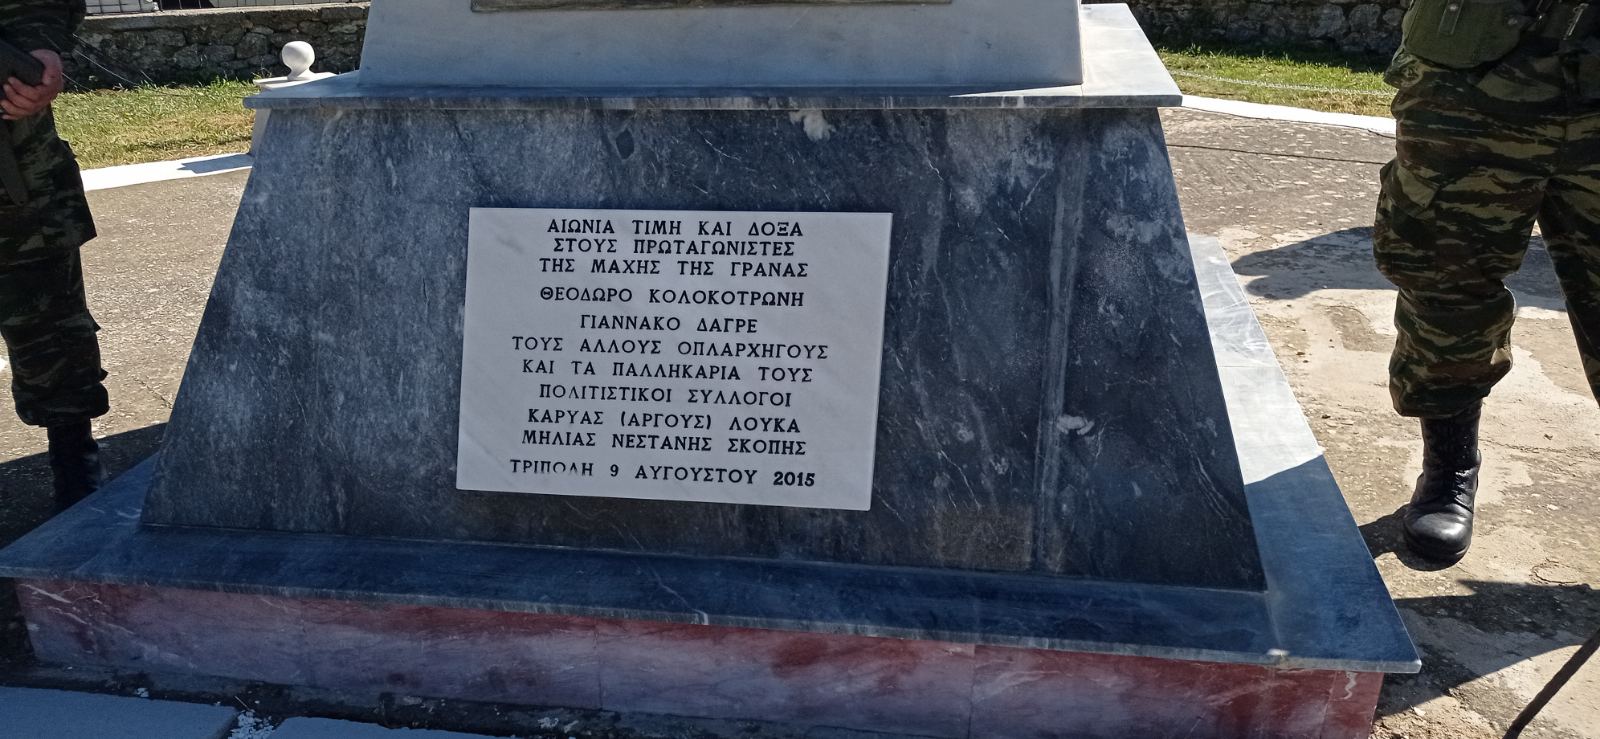 ΑΙΩΝΙΑ ΤΙΜΗ ΚΑΙ ΔΟΞΑ
ΣΤΟΥΣ ΠΡΩΤΑΓΩΝΙΣΤΕΣ
ΤΗΣ ΜΑΧΗΣ ΤΗΣ ΓΡΑΝΑΣ
ΘΕΟΔΩΡΟ ΚΟΛΟΚΟΤΡΩΝΗ
ΓΙΑΝΝΑΚΟ ΔΑΓΡΕ
ΤΟΥΣ ΑΛΛΟΥΣ ΟΠΛΑΡΧΗΓΟΥΣ
ΚΑΙ ΤΑ ΠΑΛΛΗΚΑΡΙΑ ΤΟΥΣ
ΠΟΛΙΤΙΣΤΙΚΟΙ ΣΥΛΛΟΓΟΙ
ΚΑΡΥΑΣ (ΑΡΓΟΥΣ) ΛΟΥΚΑ
ΜΗΛΙΑΣ ΝΕΣΤΑΝΗΣ ΣΚΟΠΗΣ
ΤΡΙΠΟΛΗ 9 ΑΥΓΟΥΣΤΟΥ 2015